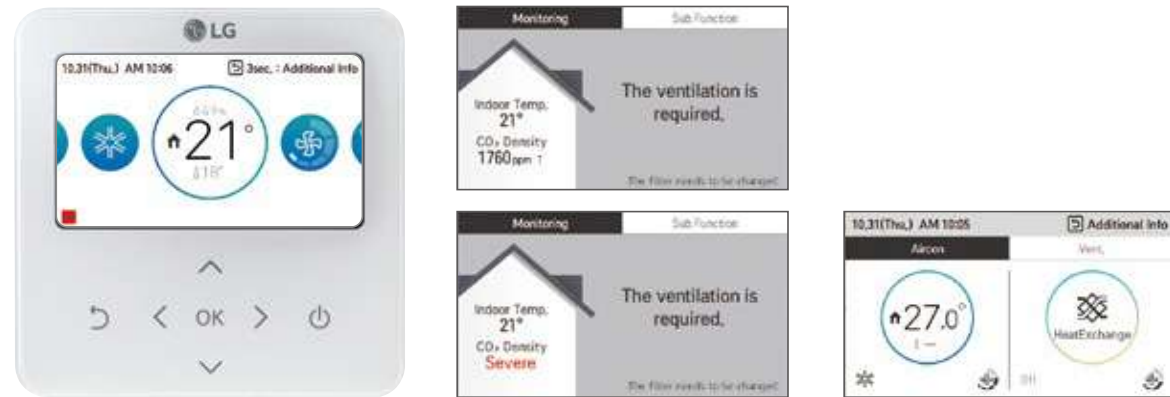 LG
10.31(Thu.) AM 10:06
3sec. : Additional Info
21°
18°
OK
Monitoring
Sub Function
Indoor Temp.
21°
CO₂ Density
1760ppm ↑
The ventilation is
required.
The filter needs to be changed
Monitoring
Sub Function
Indoor Temp.
21°
CO₂ Density
Severe
The ventilation is
required.
The filter needs to be changed
10.31(Thu.) AM 10:05
Additional Info
Aircon
Vent.
27.0°
HeatExchange
Off